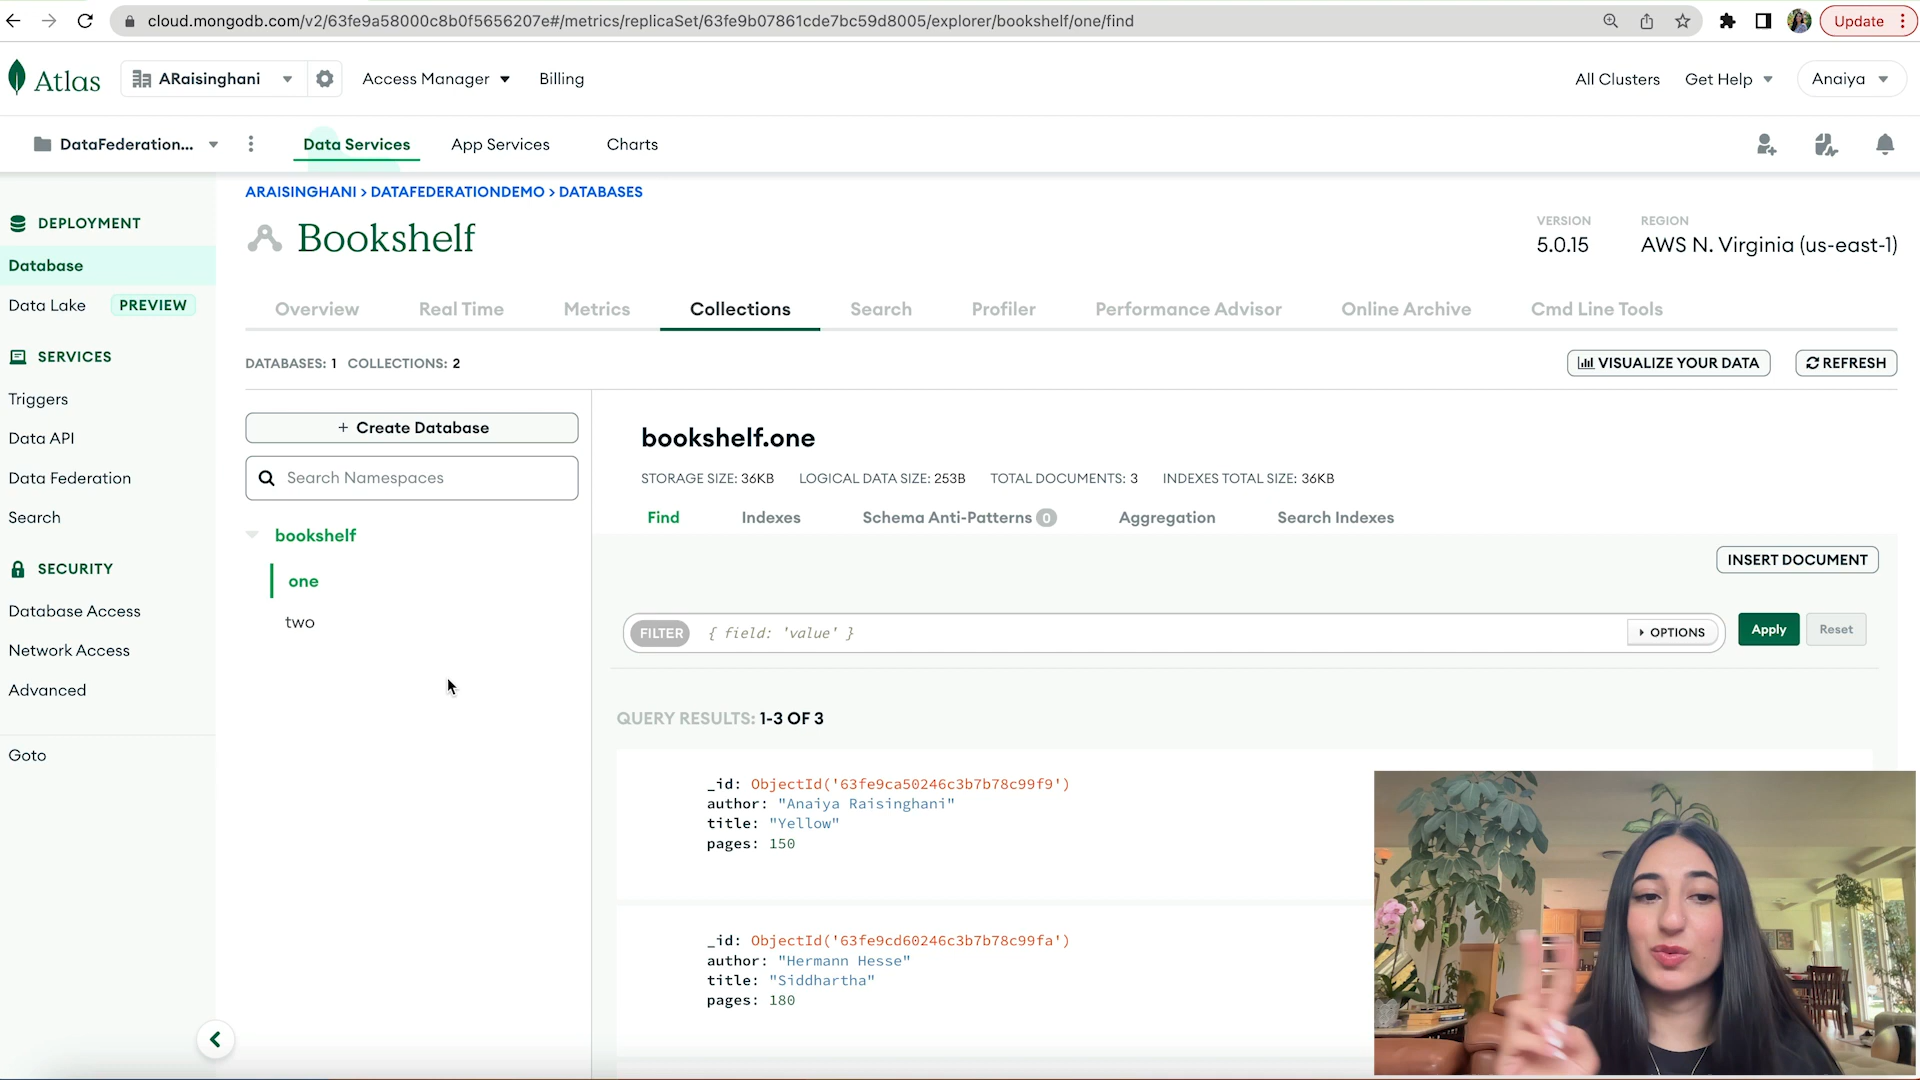 cloud.mongodb.com/v2/63fe9a58000c8b0f5656207e#/metrics/replicaSet/63fe9b07861cde7bc59d8005/explorer/bookshelf/one/find
Update
Atlas
ARaisinghani
Access Manager
Billing
All Clusters
Get Help
Anaiya
DataFederation...
Data Services
App Services
Charts
ARAISINGHANI > DATAFEDERATIONDEMO > DATABASES
DEPLOYMENT
Database
Data Lake PREVIEW
SERVICES
Triggers
Data API
Data Federation
Search
SECURITY
Database Access
Network Access
Advanced
Goto
Bookshelf
VERSION
5.0.15
REGION
AWS N. Virginia (us-east-1)
Overview
Real Time
Metrics
Collections
Search
Profiler
Performance Advisor
Online Archive
Cmd Line Tools
DATABASES: 1 COLLECTIONS: 2
VISUALIZE YOUR DATA
REFRESH
+ Create Database
Search Namespaces
bookshelf
one
two
bookshelf.one
STORAGE SIZE: 36KB LOGICAL DATA SIZE: 253B TOTAL DOCUMENTS: 3 INDEXES TOTAL SIZE: 36KB
Find
Indexes
Schema Anti-Patterns 0
Aggregation
Search Indexes
INSERT DOCUMENT
FILTER { field: 'value' }
OPTIONS
Apply
Reset
QUERY RESULTS: 1-3 OF 3
_id: ObjectId('63fe9ca50246c3b7b78c99f9')
author: "Anaiya Raisinghani"
title: "Yellow"
pages: 150
_id: ObjectId('63fe9cd60246c3b7b78c99fa')
author: "Hermann Hesse"
title: "Siddhartha"
pages: 180